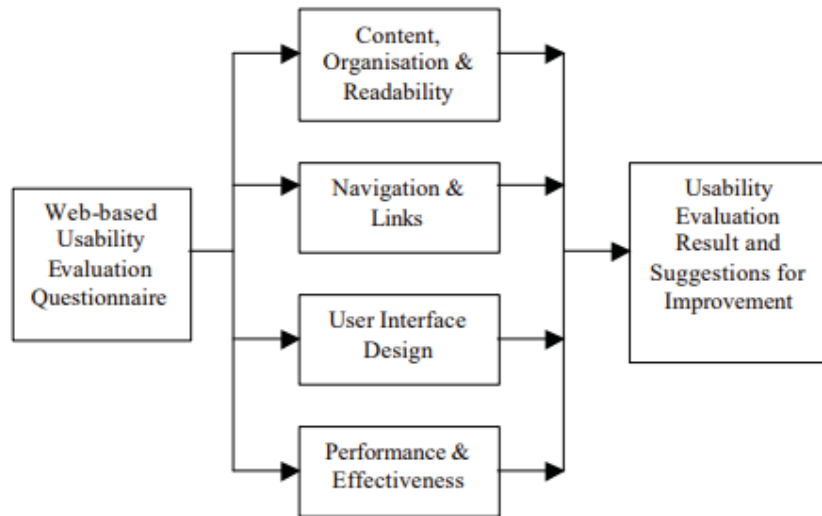 Content,
Organisation &
Readability
Web-based
Usability
Evaluation
Questionnaire
Navigation &
Links
User Interface
Design
Performance &
Effectiveness
Usability
Evaluation
Result and
Suggestions for
Improvement